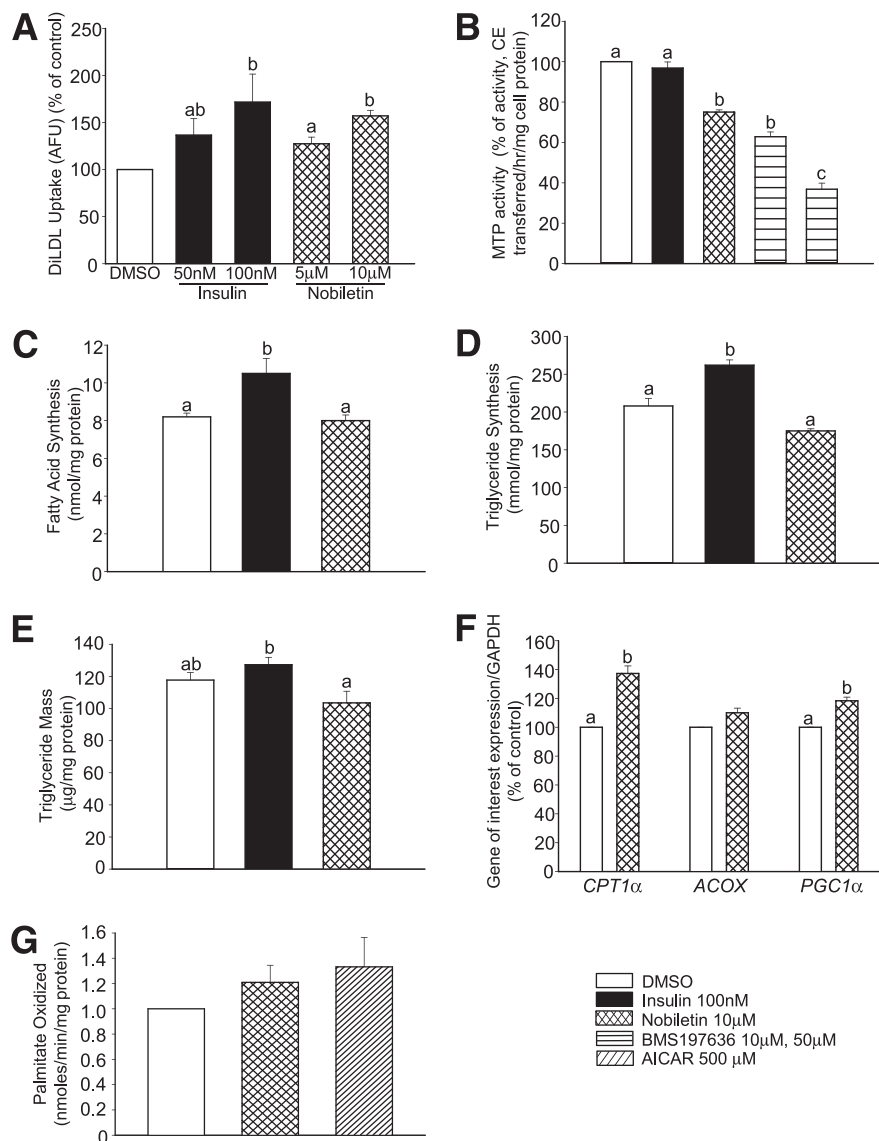 A
DiLDL Uptake (AFU) (% of control)
250
200
150
100
50
0
ab
b
a
b
DMSO 50nM 100nM 5μM 10μM
Insulin Nobiletin
B
MTP activity (% of activity, CE
transferred/hr/mg cell protein)
120
100
80
60
40
20
0
a
a
b
b
c
C
Fatty Acid Synthesis
(nmol/mg protein)
12
10
8
6
4
2
0
a
b
a
D
Triglyceride Synthesis
(mmol/mg protein)
300
250
200
150
100
50
0
a
b
a
E
Triglyceride Mass
(μg/mg protein)
140
120
100
80
60
40
20
0
ab
b
a
F
Gene of interest expression/GAPDH
(% of control)
160
140
120
100
80
60
40
20
0
a
b
a
b
CPT1α ACOX PGC1α
G
Palmitate Oxidized
(nmoles/min/mg protein)
1.6
1.4
1.2
1.0
0.8
0.6
0.4
0.2
0
DMSO
Insulin 100nM
Nobiletin 10μM
BMS197636 10μM, 50μM
AICAR 500 μM